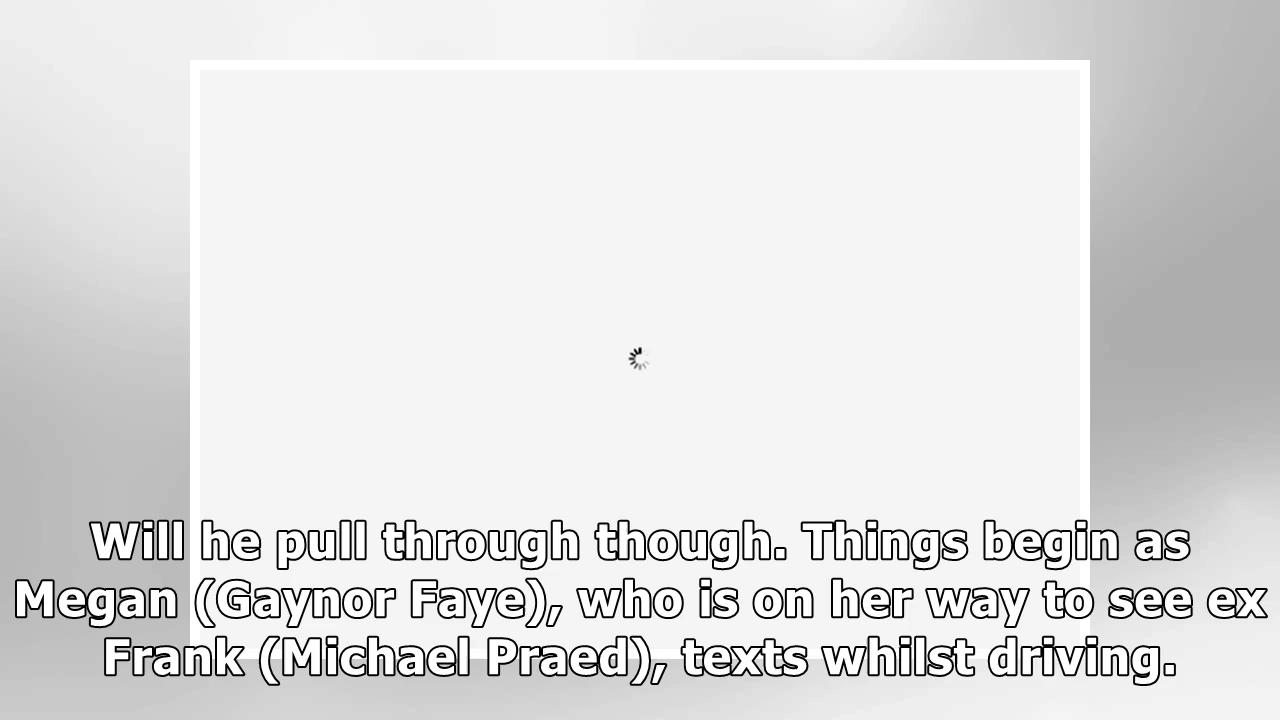 Will he pull through though. Things begin as
Megan (Gaynor Faye), who is on her way to see ex
Frank (Michael Praed), texts whilst driving.